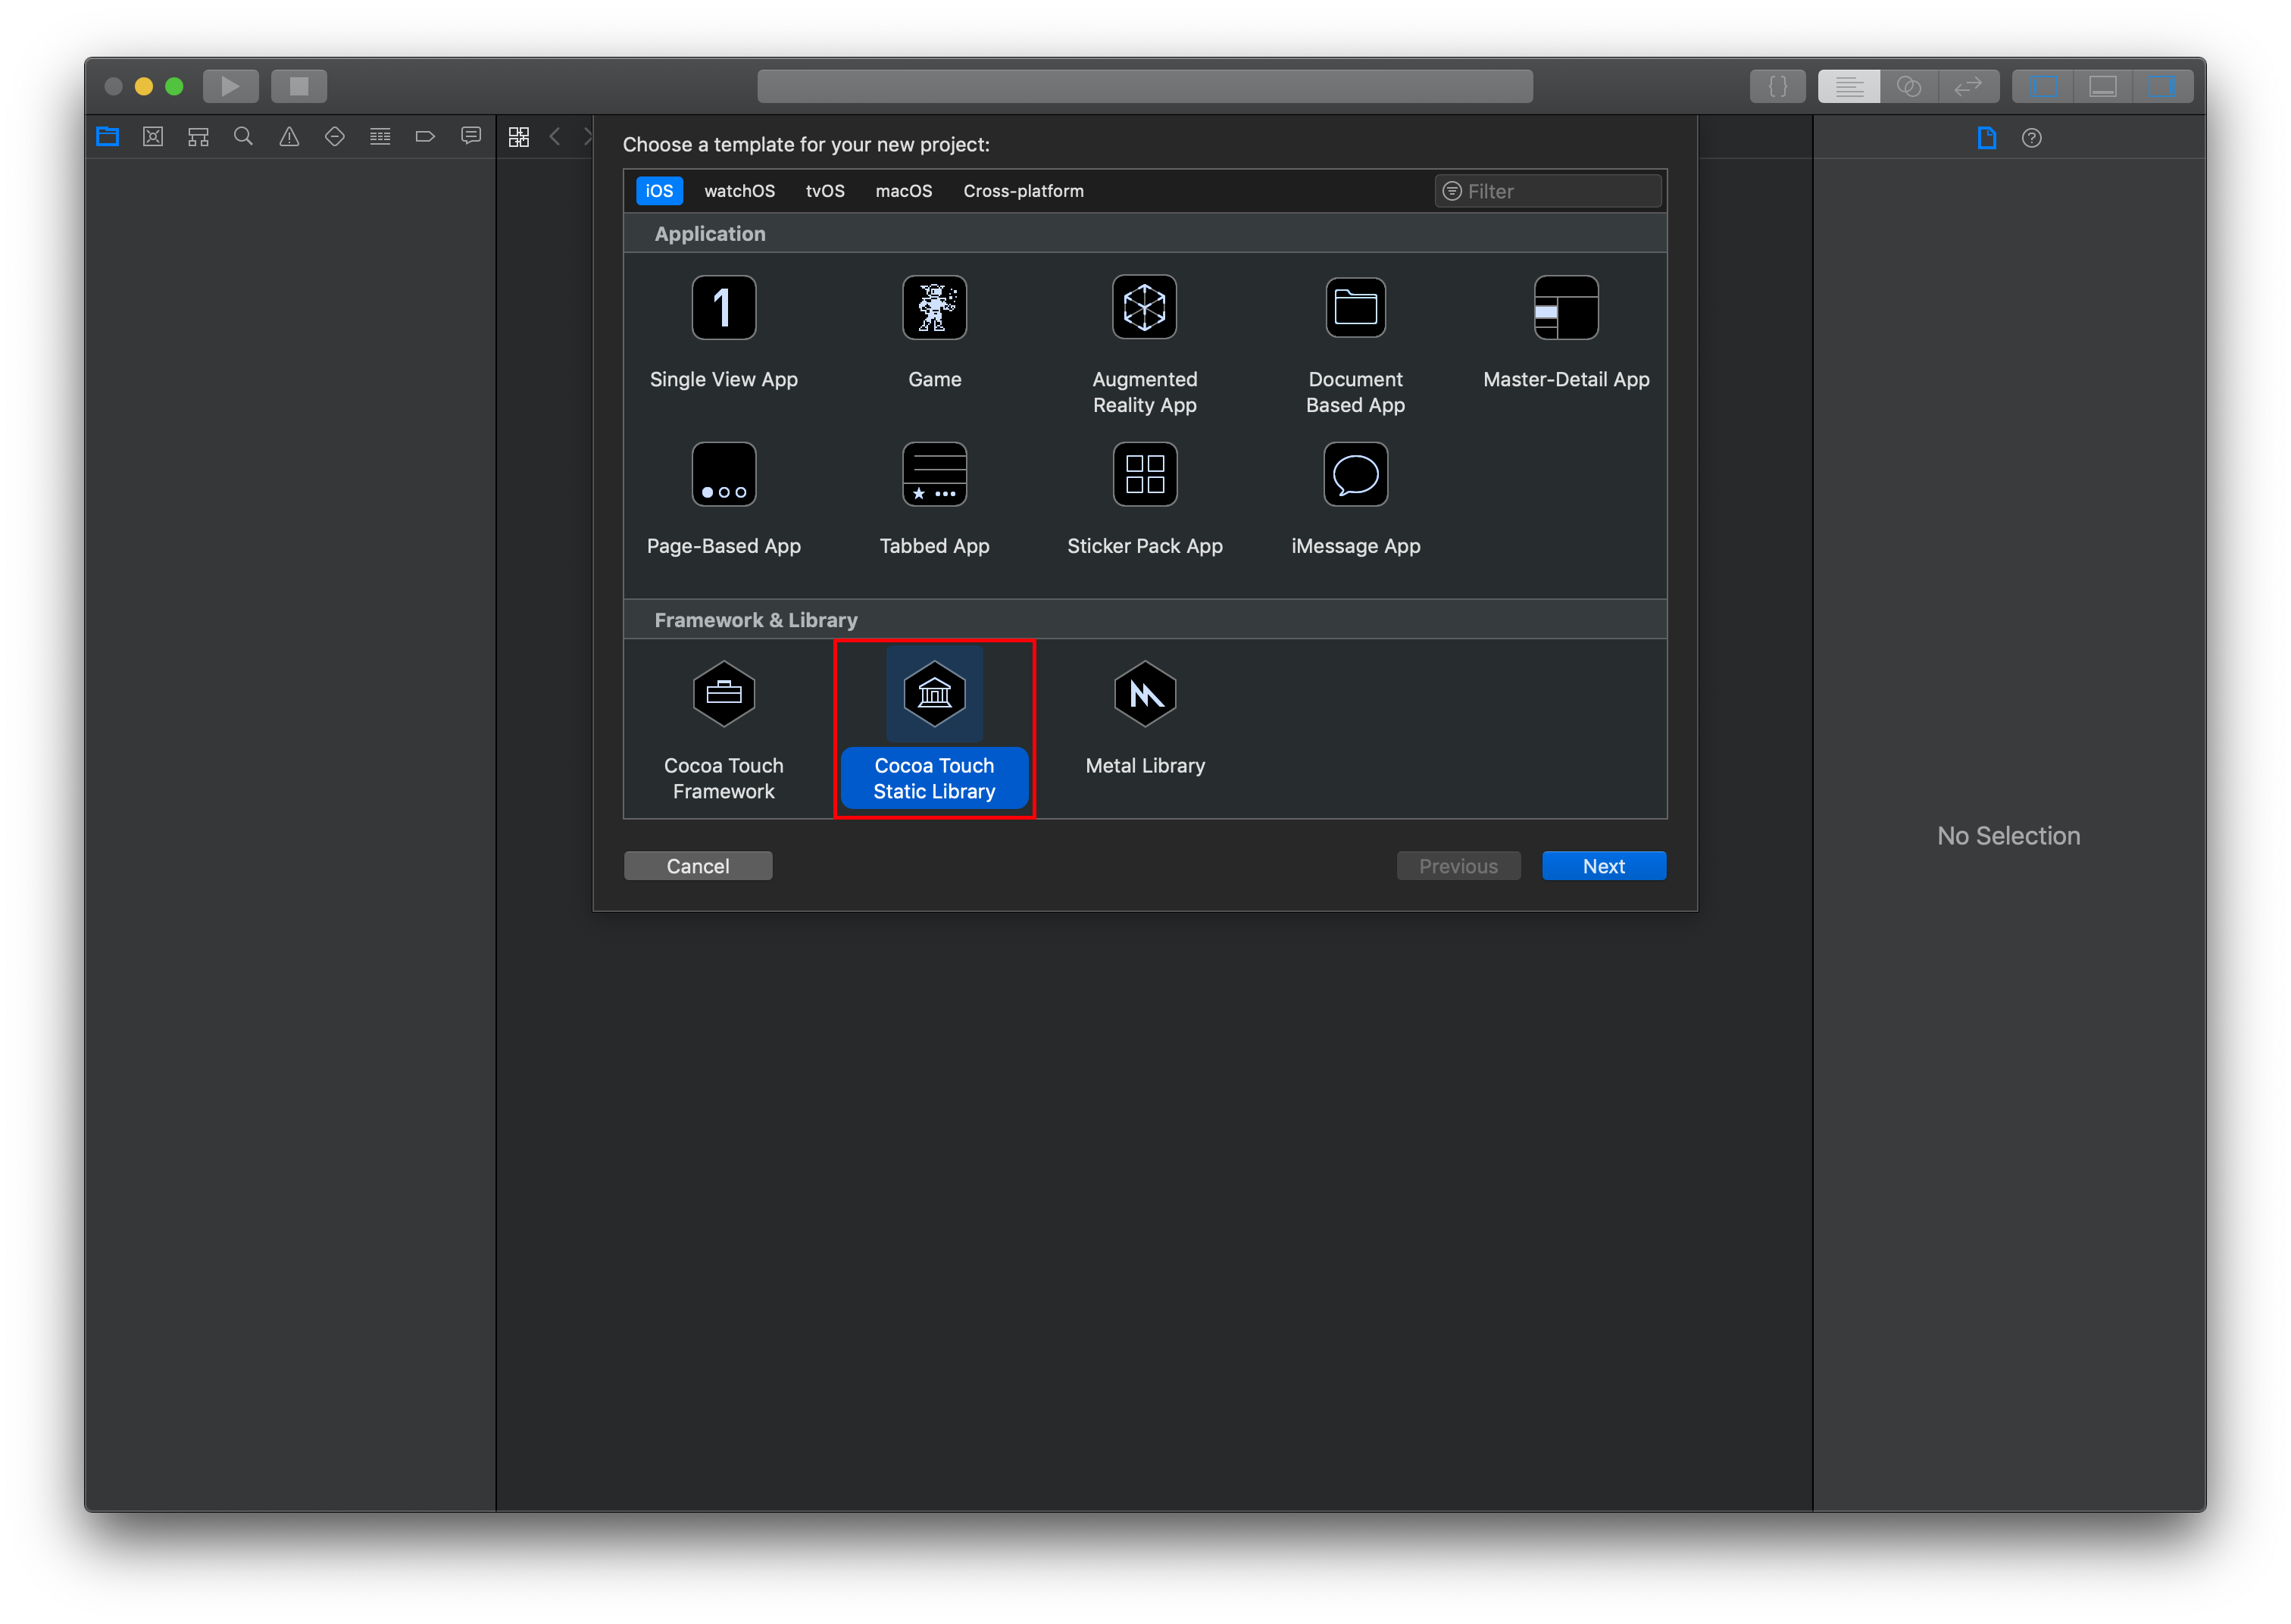 Choose a template for your new project:
iOS watchOS tvOS macOS Cross-platform Filter
Application
1
Single View App
Game
Augmented
Reality App
Document
Based App
Master-Detail App
Page-Based App
Tabbed App
Sticker Pack App
iMessage App
Framework & Library
Cocoa Touch
Framework
Cocoa Touch
Static Library
Metal Library
Cancel
Previous
Next
No Selection